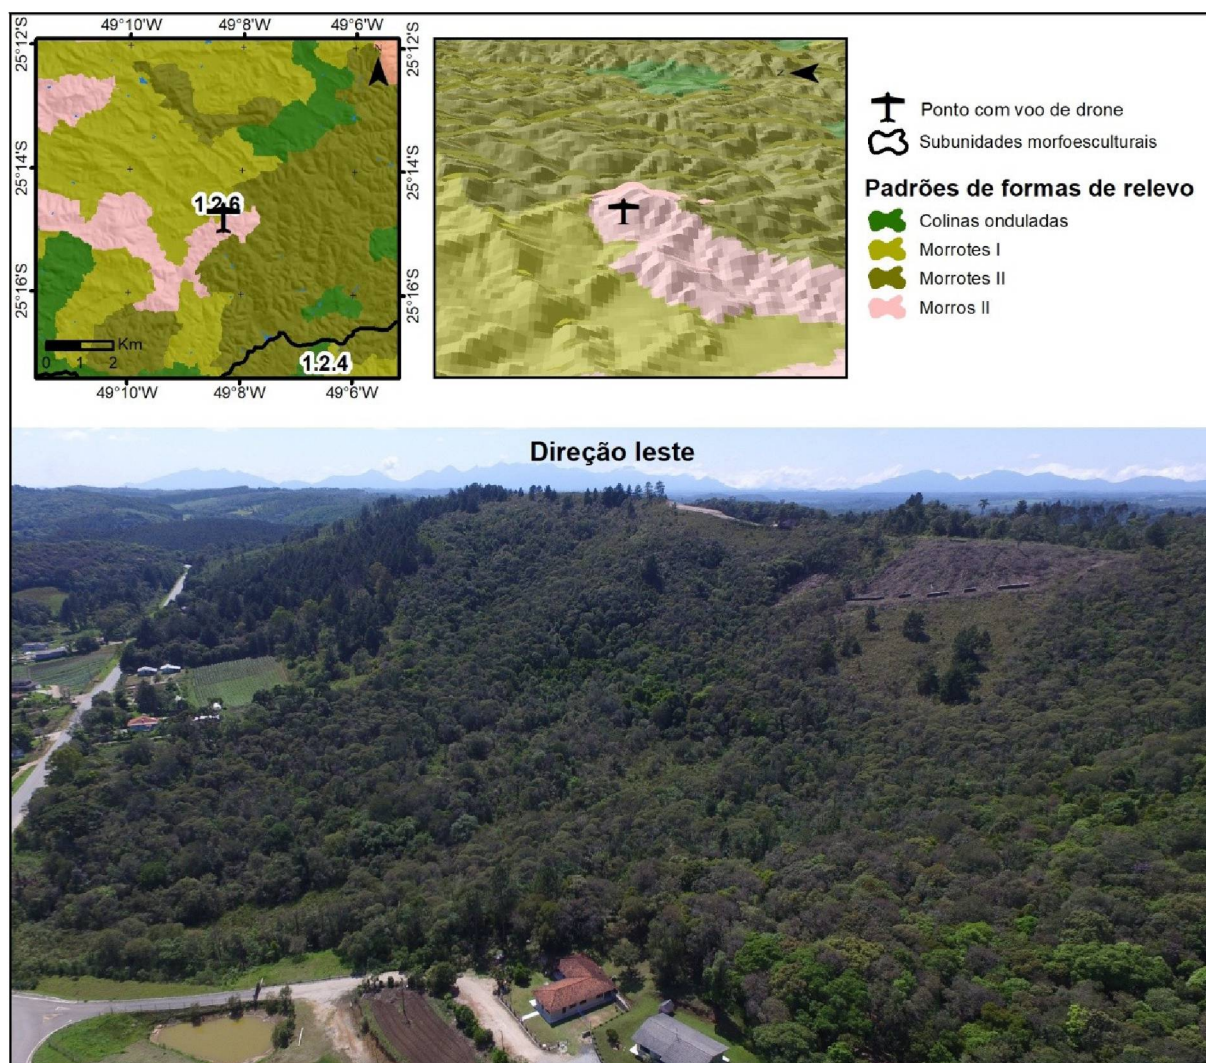 49°10'W 49°8'W 49°6'W
25°12'S 25°12'S
N
N
25°14'S 25°14'S
1.2.6
25°16'S 25°16'S
Km
0 1 2
1.2.4
49°10'W 49°8'W 49°6'W
Ponto com voo de drone
Subunidades morfoesculturais
Padrões de formas de relevo
Colinas onduladas
Morrotes I
Morrotes II
Morros II
Direção leste